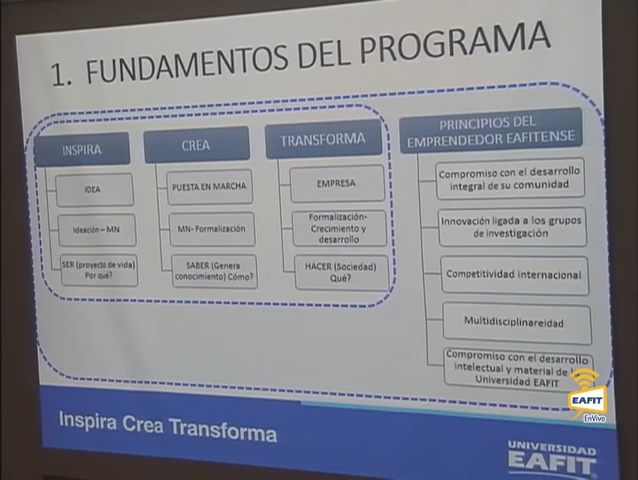 1. FUNDAMENTOS DEL PROGRAMA
INSPIRA
IDEA
Ideación – MN
SER (proyecto de vida)
Por qué?
CREA
PUESTA EN MARCHA
MN- Formalización
SABER (Genera
conocimiento) Cómo?
TRANSFORMA
EMPRESA
Formalización-
Crecimiento y
desarrollo
HACER (Sociedad)
Qué?
PRINCIPIOS DEL
EMPRENDEDOR EAFITENSE
Compromiso con el desarrollo
integral de su comunidad
Innovación ligada a los grupos
de investigación
Competitividad internacional
Multidisciplinareidad
Compromiso con el desarrollo
intelectual y material de
Universidad EAFIT
EAFIT
EnVivo
Inspira Crea Transforma
UNIVERSIDAD
EAFIT